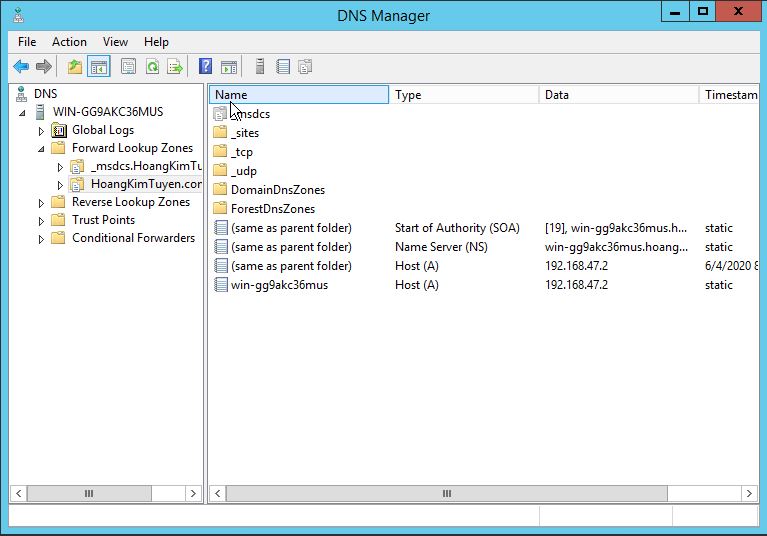 DNS Manager
File Action View Help
DNS
WIN-GG9AKC36MUS
Global Logs
Forward Lookup Zones
_msdcs.HoangKimTu
HoangKimTuyen.con
Reverse Lookup Zones
Trust Points
Conditional Forwarders
Name Type Data Timestam
_msdcs
_sites
_tcp
_udp
DomainDnsZones
ForestDnsZones
(same as parent folder) Start of Authority (SOA) [19], win-gg9akc36mus.h... static
(same as parent folder) Name Server (NS) win-gg9akc36mus.hoang... static
(same as parent folder) Host (A) 192.168.47.2 6/4/2020 8
win-gg9akc36mus Host (A) 192.168.47.2 static